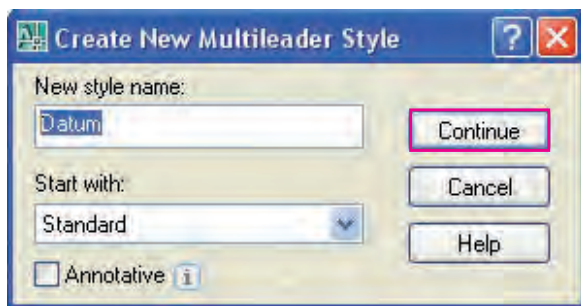 Create New Multileader Style
New style name:
Datum
Continue
Start with:
Cancel
Standard
Help
Annotative